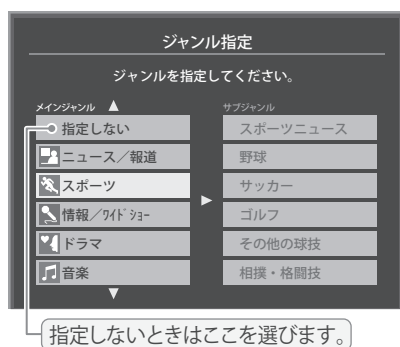 ジャンル指定
ジャンルを指定してください。
メインジャンル ▲
サブジャンル
指定しない
スポーツニュース
ニュース／報道
野球
スポーツ
サッカー
▶
情報／ﾜｲﾄﾞｼｮｰ
ゴルフ
ドラマ
その他の球技
音楽
相撲・格闘技
▼
指定しないときはここを選びます。